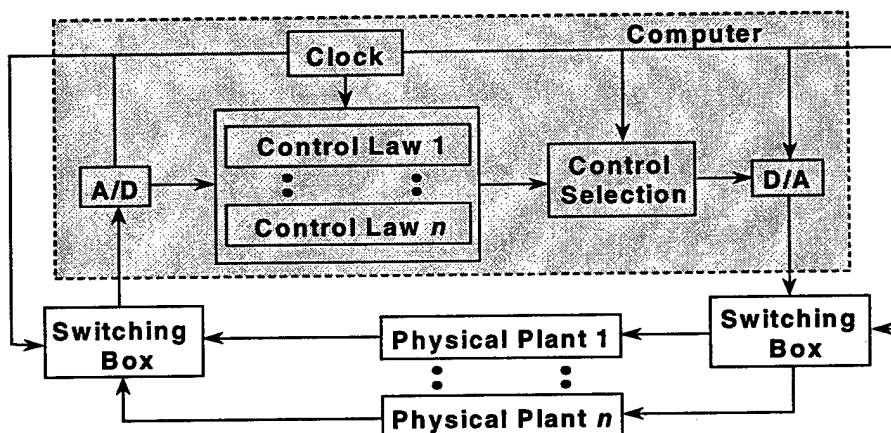 Computer
Clock
Control Law 1
Control Law n
A/D
Control
Selection
D/A
Switching
Box
Physical Plant 1
Physical Plant n
Switching
Box